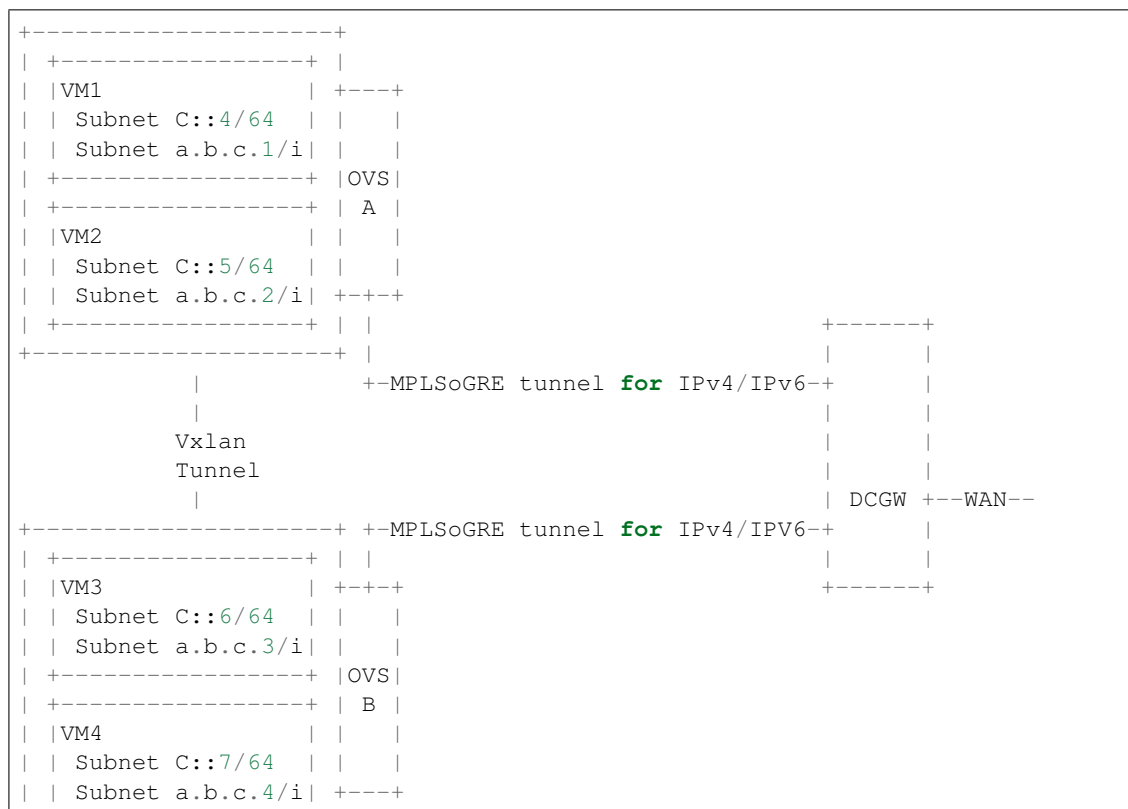 +---------------------+
| +-----------------+ |
| |VM1              | +---+
| | Subnet C::4/64  | |   |
| | Subnet a.b.c.1/i| |   |
| +-----------------+ |OVS|
| +-----------------+ | A |
| |VM2              | |   |
| | Subnet C::5/64  | |   |
| | Subnet a.b.c.2/i| +-+-+
| +-----------------+ | |                               +------+
+---------------------+ |                               |      |
            |           +-MPLSoGRE tunnel for IPv4/IPv6-+      |
            |                                           |      |
          Vxlan                                         |      |
          Tunnel                                        |      |
            |                                           | DCGW +--WAN--
+---------------------+ +-MPLSoGRE tunnel for IPv4/IPV6-+      |
| +-----------------+ | |                               |      |
| |VM3              | +-+-+                             +------+
| | Subnet C::6/64  | |   |
| | Subnet a.b.c.3/i| |   |
| +-----------------+ |OVS|
| +-----------------+ | B |
| |VM4              | |   |
| | Subnet C::7/64  | |   |
| | Subnet a.b.c.4/i| +---+